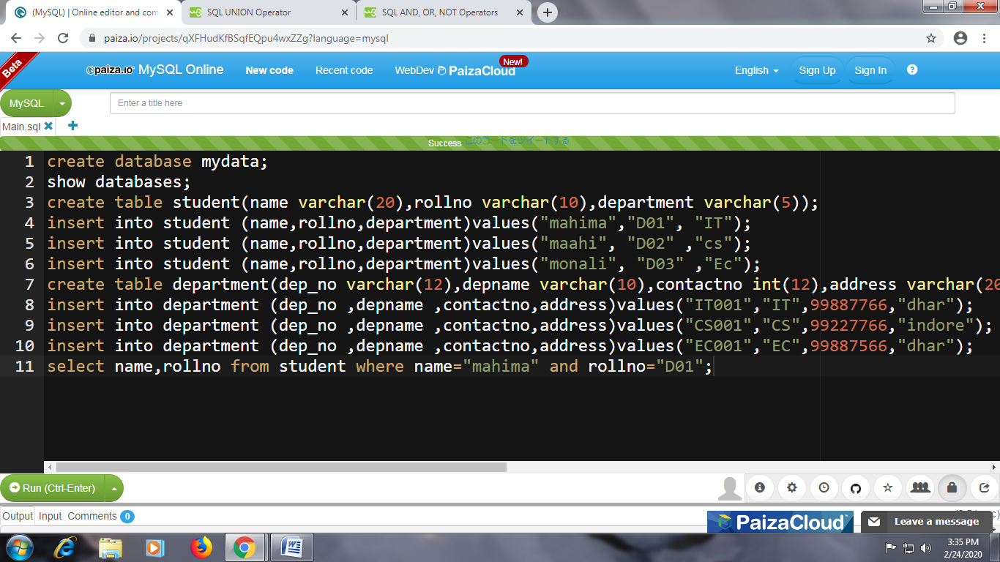 (MySQL) | Online editor and com
SQL UNION Operator
SQL AND, OR, NOT Operators
paiza.io/projects/qXFHudKfBSqfEQpu4wxZZg?language=mysql
Beta
paiza.io MySQL Online
New code
Recent code
WebDev PaizaCloud
New!
English
Sign Up
Sign In
MySQL
Enter a title here
Main.sql
Success このコードをツイートする
1 create database mydata;
2 show databases;
3 create table student(name varchar(20),rollno varchar(10),department varchar(5));
4 insert into student (name,rollno,department)values("mahima","D01", "IT");
5 insert into student (name,rollno,department)values("maahi", "D02" ,"cs");
6 insert into student (name,rollno,department)values("monali", "D03" ,"Ec");
7 create table department(dep_no varchar(12),depname varchar(10),contactno int(12),address varchar(20
8 insert into department (dep_no ,depname ,contactno,address)values("IT001","IT",99887766,"dhar");
9 insert into department (dep_no ,depname ,contactno,address)values("CS001","CS",99227766,"indore");
10 insert into department (dep_no ,depname ,contactno,address)values("EC001","EC",99887566,"dhar");
11 select name,rollno from student where name="mahima" and rollno="D01";
Run (Ctrl-Enter)
Output Input Comments 0
PaizaCloud
Leave a message
3:35 PM
2/24/2020